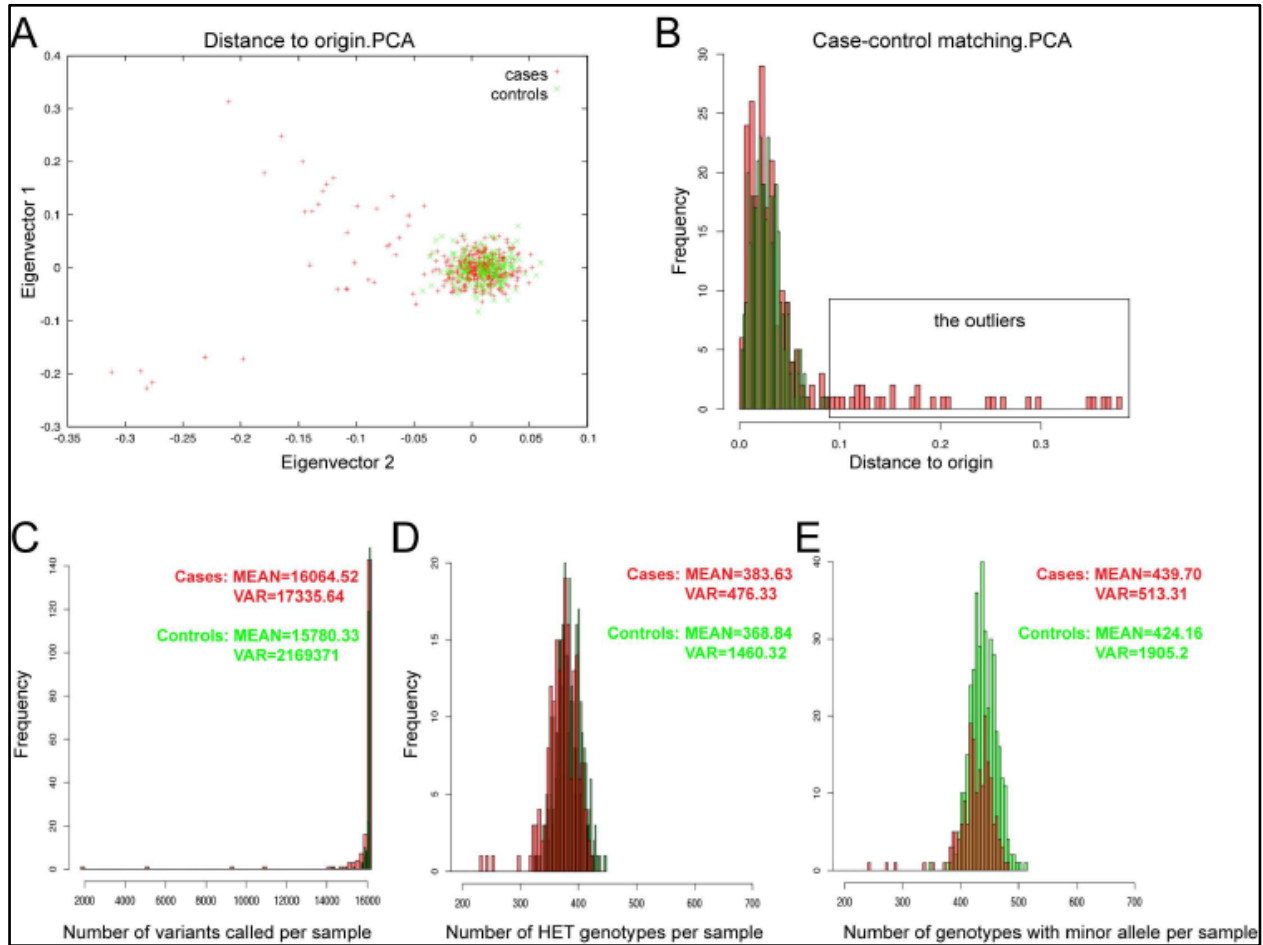 A
Distance to origin.PCA
cases
controls
0.4
0.3
0.2
0.1
0
0.1
0.2
0.3
-0.35
-0.3
-0.25
-0.2
-0.15
-0.1
-0.05
0
0.05
0.1
Eigenvector 1
Eigenvector 2
B
Case-control matching.PCA
30
25
20
15
10
5
0
the outliers
0.0
0.1
0.2
0.3
Frequency
Distance to origin
C
140
120
100
80
60
40
20
0
Cases: MEAN=16064.52
VAR=17335.64
Controls: MEAN=15780.33
VAR=2169371
Frequency
2000
4000
6000
8000
10000
12000
14000
16000
Number of variants called per sample
D
20
15
10
5
0
Cases: MEAN=383.63
VAR=476.33
Controls: MEAN=368.84
VAR=1460.32
Frequency
200
300
400
500
600
700
Number of HET genotypes per sample
E
40
30
20
10
0
Cases: MEAN=439.70
VAR=513.31
Controls: MEAN=424.16
VAR=1905.2
200
300
400
500
600
700
Number of genotypes with minor allele per sample